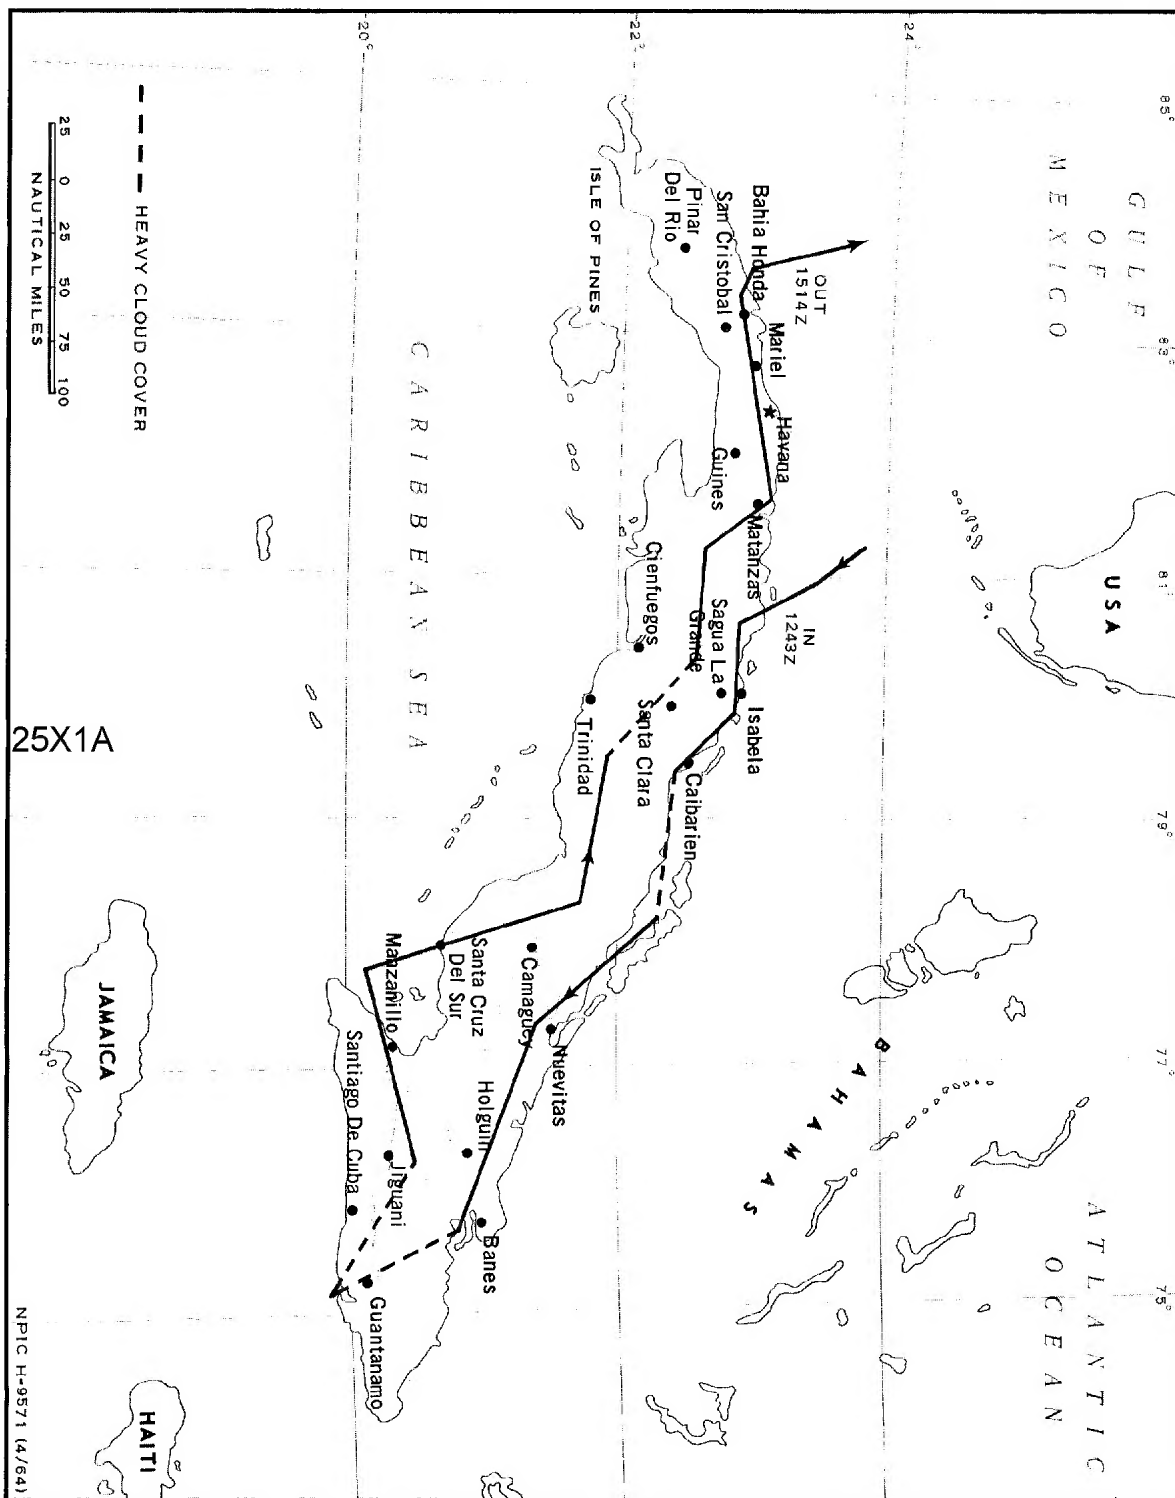 85°
83°
81°
79°
77°
75°
24°
22°
20°
GULF
OF
MEXICO
USA
ATLANTIC
OCEAN
BAHAMAS
OUT
1514Z
IN
1243Z
Bahia Honda
Mariel
Havana
San Cristobal
Pinar
Del Rio
Guines
Matanzas
Sagua La
Grande
Isabela
Cienfuegos
Santa Clara
Caibarien
Trinidad
ISLE OF PINES
Camaguey
Nuevitas
Santa Cruz
Del Sur
Manzanillo
Holguin
Banes
Jiguani
Santiago De Cuba
Guantanamo
CARIBBEAN SEA
JAMAICA
HAITI
HEAVY CLOUD COVER
25 0 25 50 75 100
NAUTICAL MILES
25X1A
NPIC H-9571 (4/64)